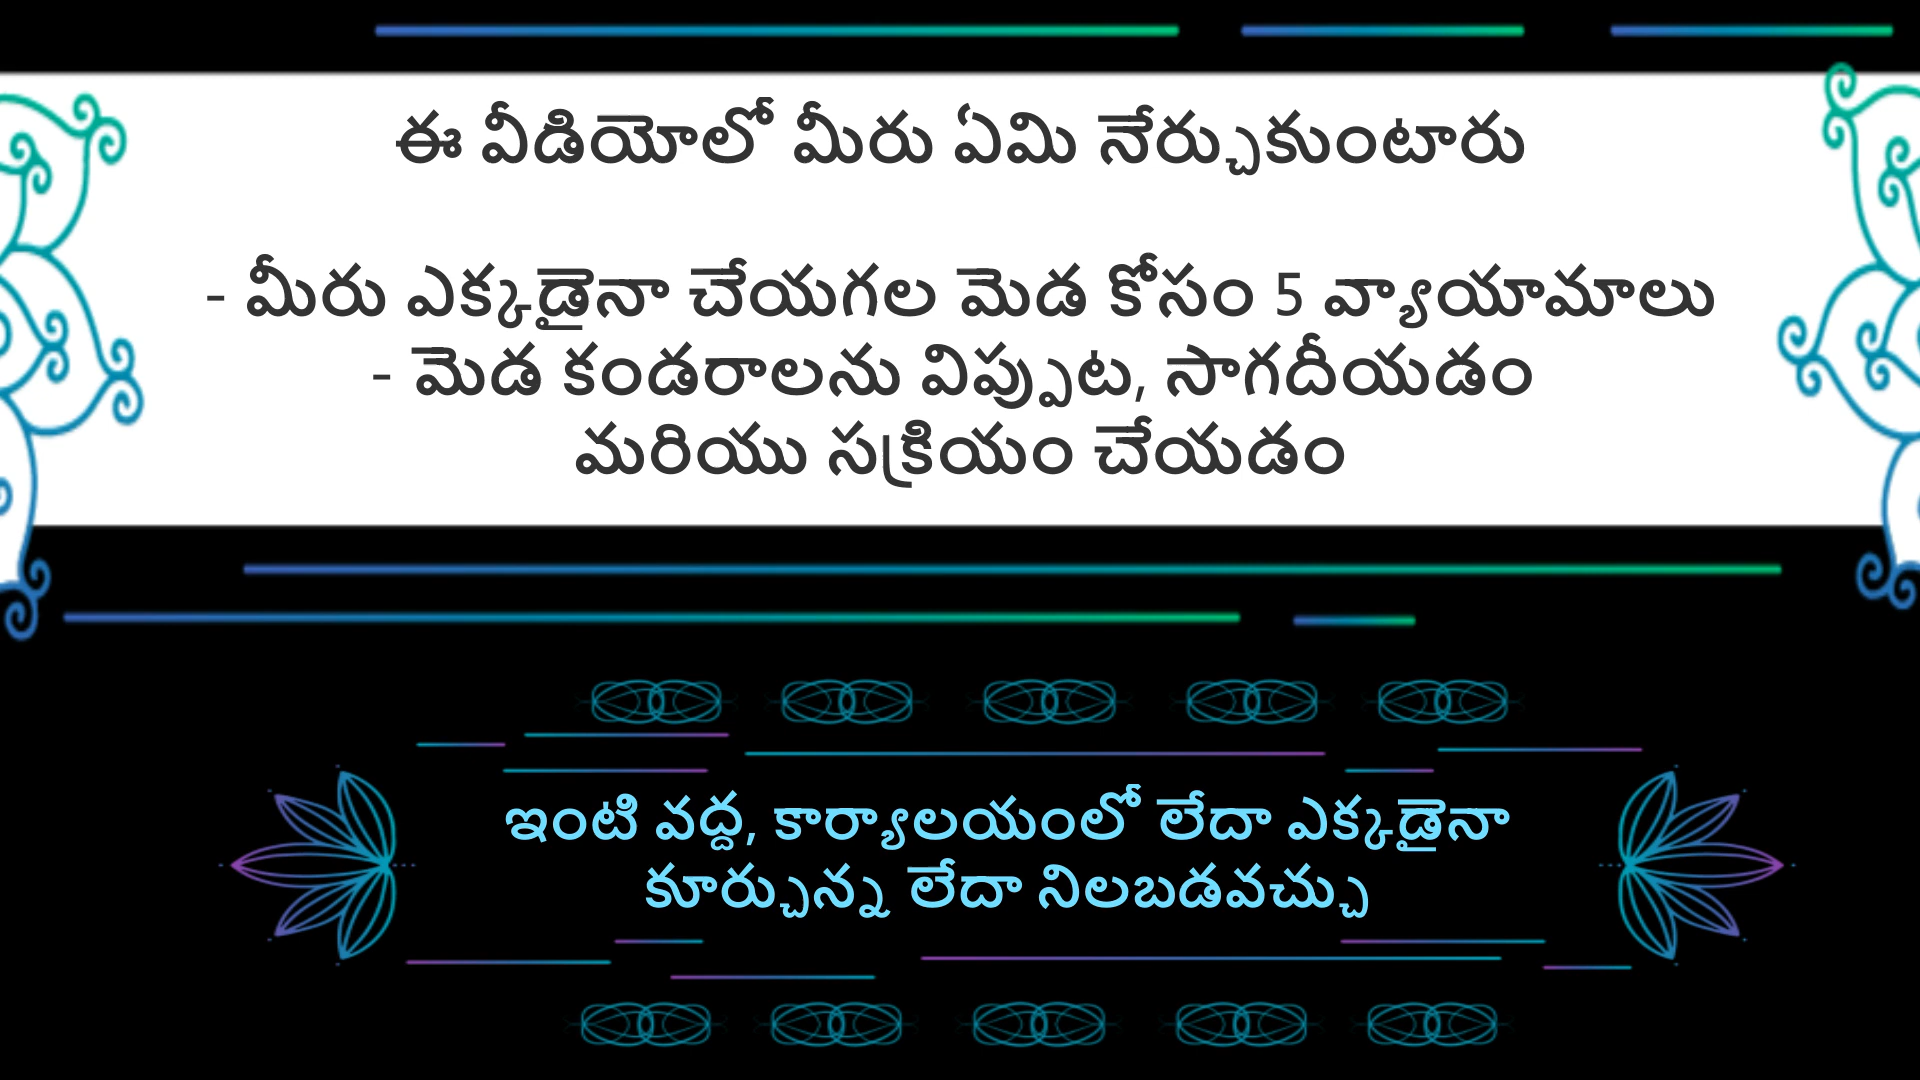 ఈ వీడియోలో మీరు ఏమి నేర్చుకుంటారు
- మీరు ఎక్కడైనా చేయగల మెడ కోసం 5 వ్యాయామాలు
- మెడ కండరాలను విప్పుట, సాగదీయడం
మరియు సక్రియం చేయడం
ఇంటి వద్ద, కార్యాలయంలో లేదా ఎక్కడైనా
కూర్చున్న లేదా నిలబడవచ్చు